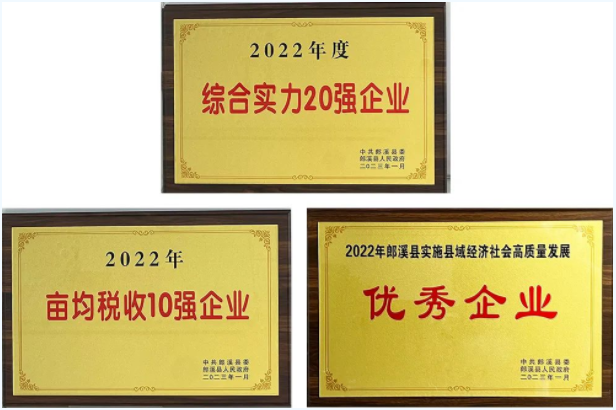 2022年度
综合实力20强企业
中共郎溪县委
郎溪县人民政府
二〇二三年一月
2022年
亩均税收10强企业
中共郎溪县委
郎溪县人民政府
二〇二三年一月
2022年郎溪县实施县域经济社会高质量发展
优秀企业
中共郎溪县委
郎溪县人民政府
二〇二三年一月